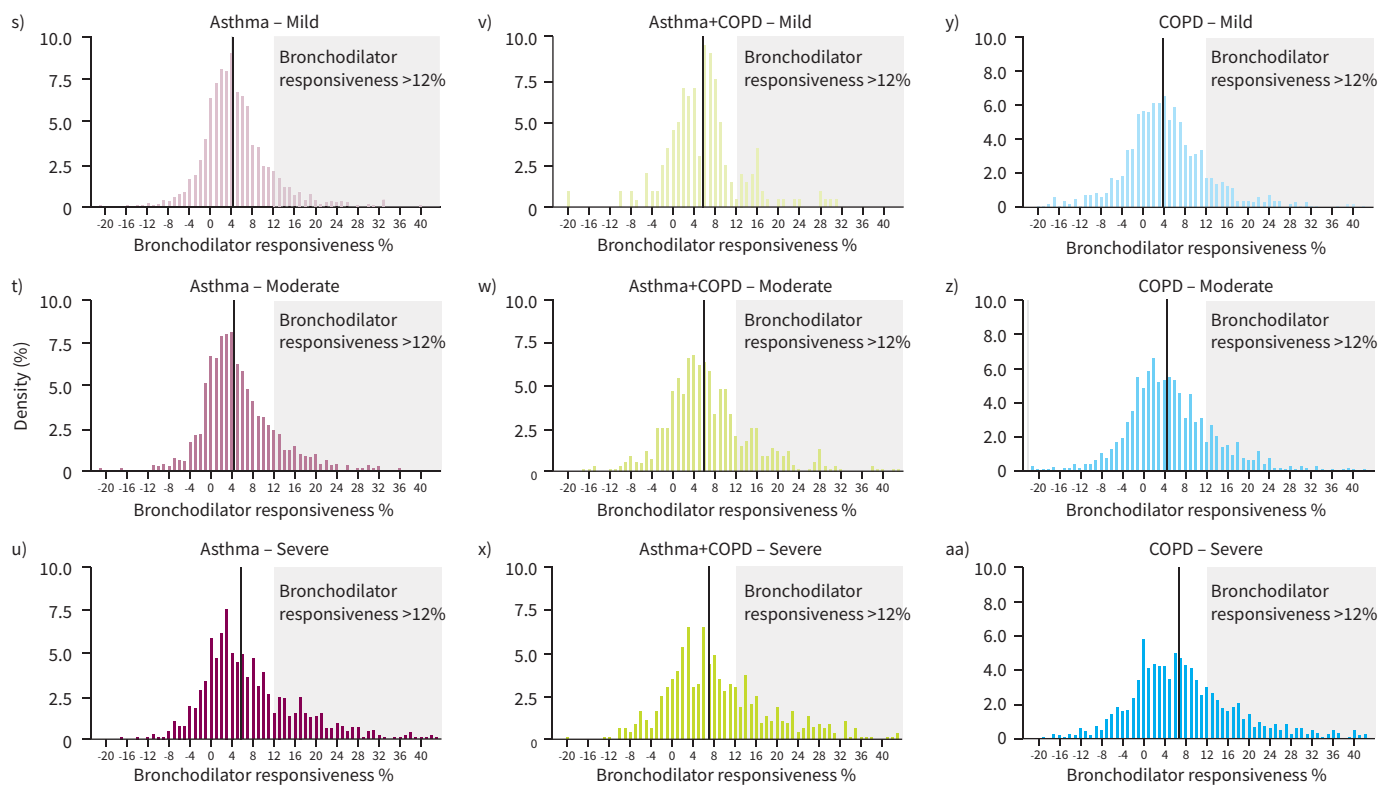 s)
Asthma – Mild
10.0
7.5
5.0
2.5
0
Bronchodilator
responsiveness >12%
-20 -16 -12 -8 -4 0 4 8 12 16 20 24 28 32 36 40
Bronchodilator responsiveness %
v)
Asthma+COPD – Mild
10.0
7.5
5.0
2.5
0
Bronchodilator
responsiveness >12%
-20 -16 -12 -8 -4 0 4 8 12 16 20 24 28 32 36 40
Bronchodilator responsiveness %
y)
COPD – Mild
10.0
8.0
6.0
4.0
2.0
0
Bronchodilator
responsiveness >12%
-20 -16 -12 -8 -4 0 4 8 12 16 20 24 28 32 36 40
Bronchodilator responsiveness %
t)
Asthma – Moderate
Density (%)
10.0
7.5
5.0
2.5
0
Bronchodilator
responsiveness >12%
-20 -16 -12 -8 -4 0 4 8 12 16 20 24 28 32 36 40
Bronchodilator responsiveness %
w)
Asthma+COPD – Moderate
10.0
7.5
5.0
2.5
0
Bronchodilator
responsiveness >12%
-20 -16 -12 -8 -4 0 4 8 12 16 20 24 28 32 36 40
Bronchodilator responsiveness %
z)
COPD – Moderate
10.0
8.0
6.0
4.0
2.0
0
Bronchodilator
responsiveness >12%
-20 -16 -12 -8 -4 0 4 8 12 16 20 24 28 32 36 40
Bronchodilator responsiveness %
u)
Asthma – Severe
10.0
7.5
5.0
2.5
0
Bronchodilator
responsiveness >12%
-20 -16 -12 -8 -4 0 4 8 12 16 20 24 28 32 36 40
Bronchodilator responsiveness %
x)
Asthma+COPD – Severe
10.0
7.5
5.0
2.5
0
Bronchodilator
responsiveness >12%
-20 -16 -12 -8 -4 0 4 8 12 16 20 24 28 32 36 40
Bronchodilator responsiveness %
aa)
COPD – Severe
10.0
8.0
6.0
4.0
2.0
0
Bronchodilator
responsiveness >12%
-20 -16 -12 -8 -4 0 4 8 12 16 20 24 28 32 36 40
Bronchodilator responsiveness %